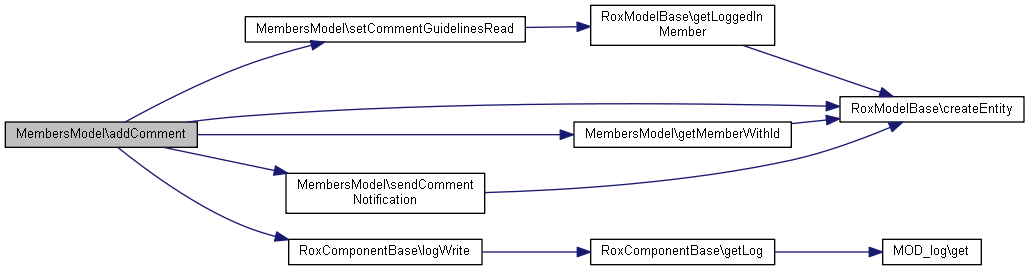 MembersModel\setCommentGuidelinesRead
RoxModelBase\getLoggedIn
Member
RoxModelBase\createEntity
MembersModel\addComment
MembersModel\getMemberWithId
MembersModel\sendComment
Notification
RoxComponentBase\logWrite
RoxComponentBase\getLog
MOD_log\get